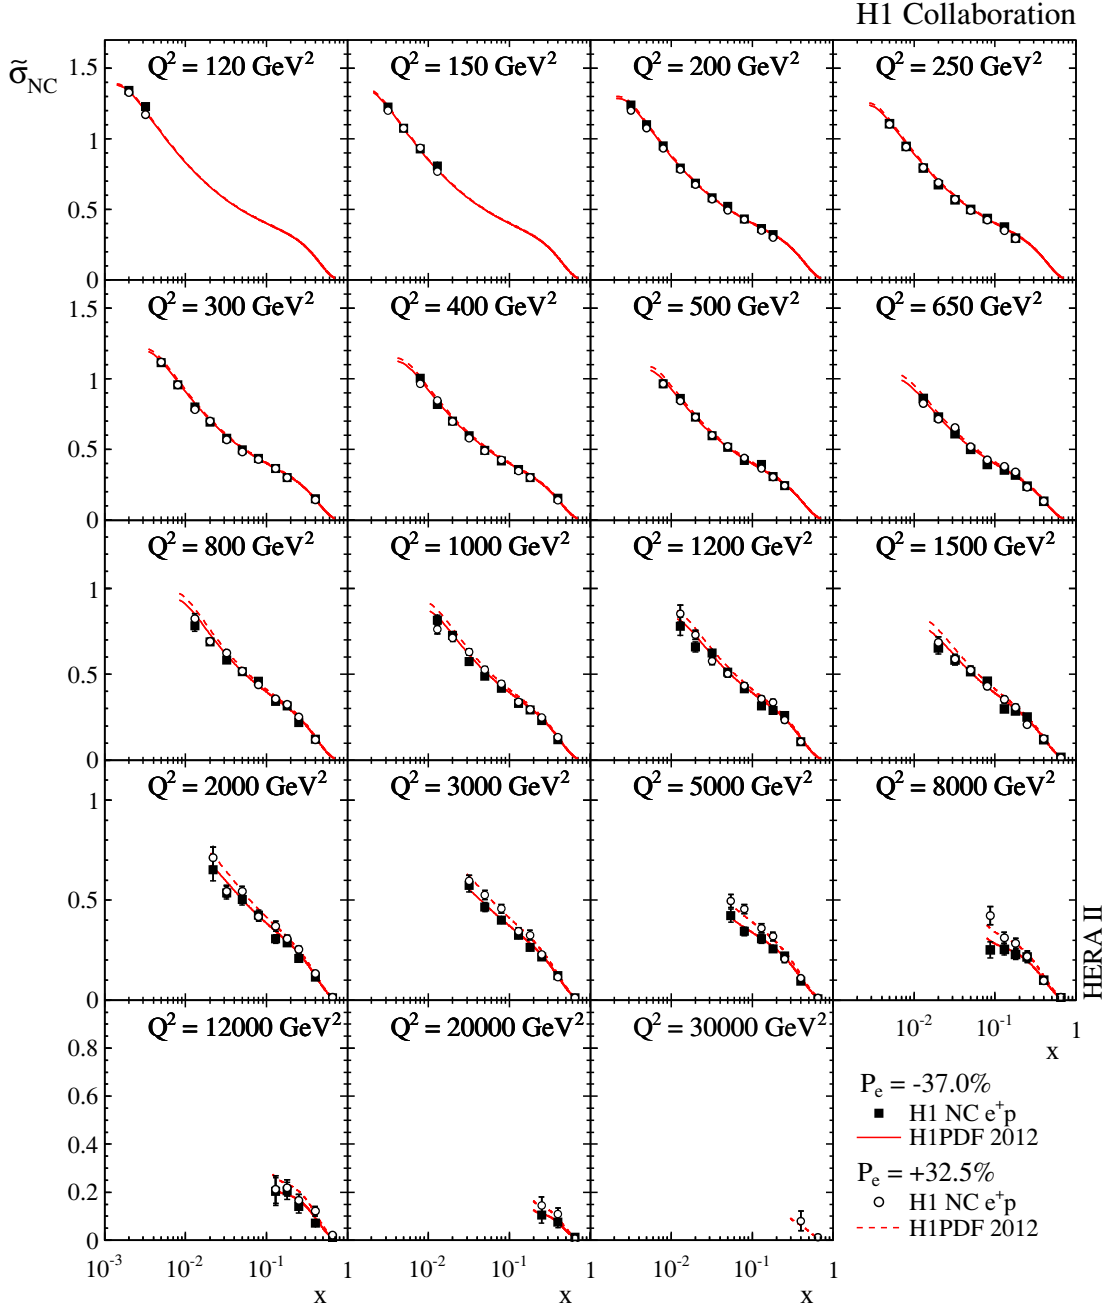 H1 Collaboration
σ̃NC
Q² = 120 GeV²
Q² = 150 GeV²
Q² = 200 GeV²
Q² = 250 GeV²
1.5
1
0.5
0
Q² = 300 GeV²
Q² = 400 GeV²
Q² = 500 GeV²
Q² = 650 GeV²
1.5
1
0.5
0
Q² = 800 GeV²
Q² = 1000 GeV²
Q² = 1200 GeV²
Q² = 1500 GeV²
1
0.5
0
Q² = 2000 GeV²
Q² = 3000 GeV²
Q² = 5000 GeV²
Q² = 8000 GeV²
1
0.5
0
HERA II
Q² = 12000 GeV²
Q² = 20000 GeV²
Q² = 30000 GeV²
10⁻² 10⁻¹ 1
x
0.8
0.6
0.4
0.2
0
Pe = -37.0%
H1 NC e⁺p
H1PDF 2012
Pe = +32.5%
H1 NC e⁺p
H1PDF 2012
10⁻³ 10⁻² 10⁻¹ 1
10⁻² 10⁻¹ 1
10⁻² 10⁻¹ 1
x
x
x